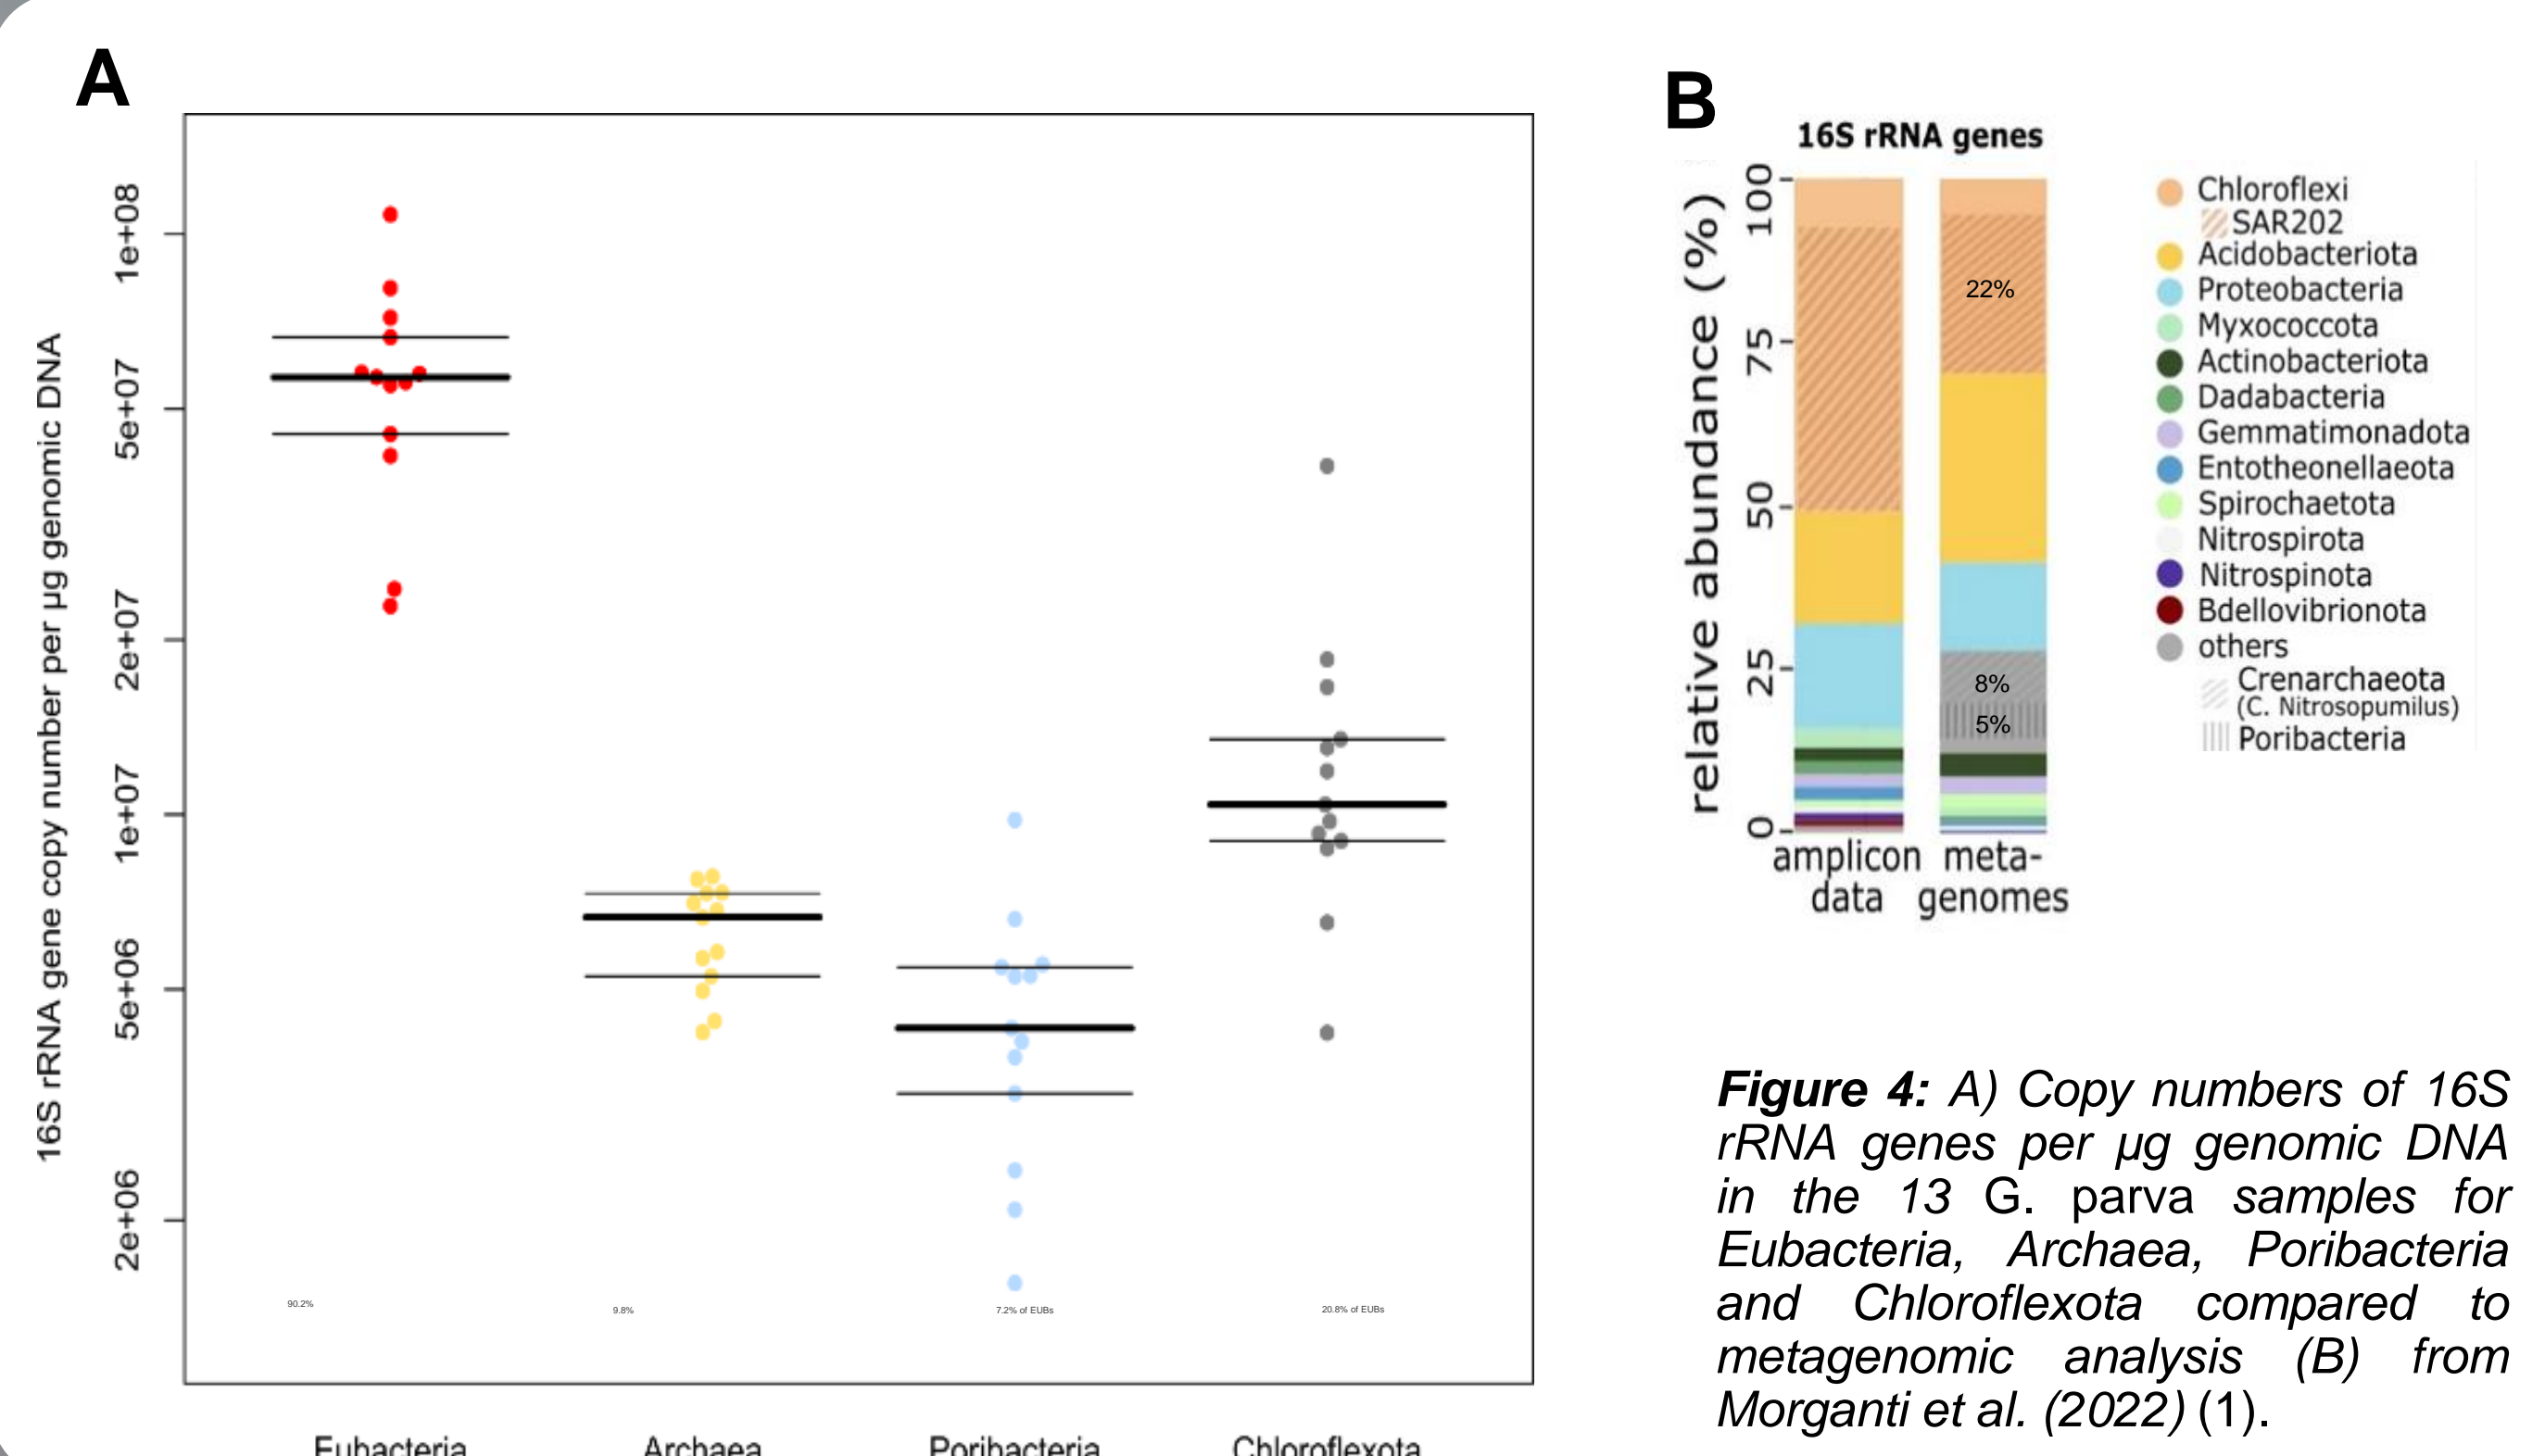 A
16S rRNA gene copy number per µg genomic DNA
1e+08
5e+07
2e+07
1e+07
5e+06
2e+06
90.2%
9.8%
7.2% of EUBs
20.8% of EUBs
Eubacteria
Archaea
Poribacteria
Chloroflexota
B
16S rRNA genes
relative abundance (%)
100
75
50
25
0
22%
8%
5%
amplicon
data
meta-
genomes
Chloroflexi
SAR202
Acidobacteriota
Proteobacteria
Myxococcota
Actinobacteriota
Dadabacteria
Gemmatimonadota
Entotheonellaeota
Spirochaetota
Nitrospirota
Nitrospinota
Bdellovibrionota
others
Crenarchaeota
(C. Nitrosopumilus)
Poribacteria
Figure 4: A) Copy numbers of 16S
rRNA genes per µg genomic DNA
in the 13 G. parva samples for
Eubacteria, Archaea, Poribacteria
and Chloroflexota compared to
metagenomic analysis (B) from
Morganti et al. (2022) (1).